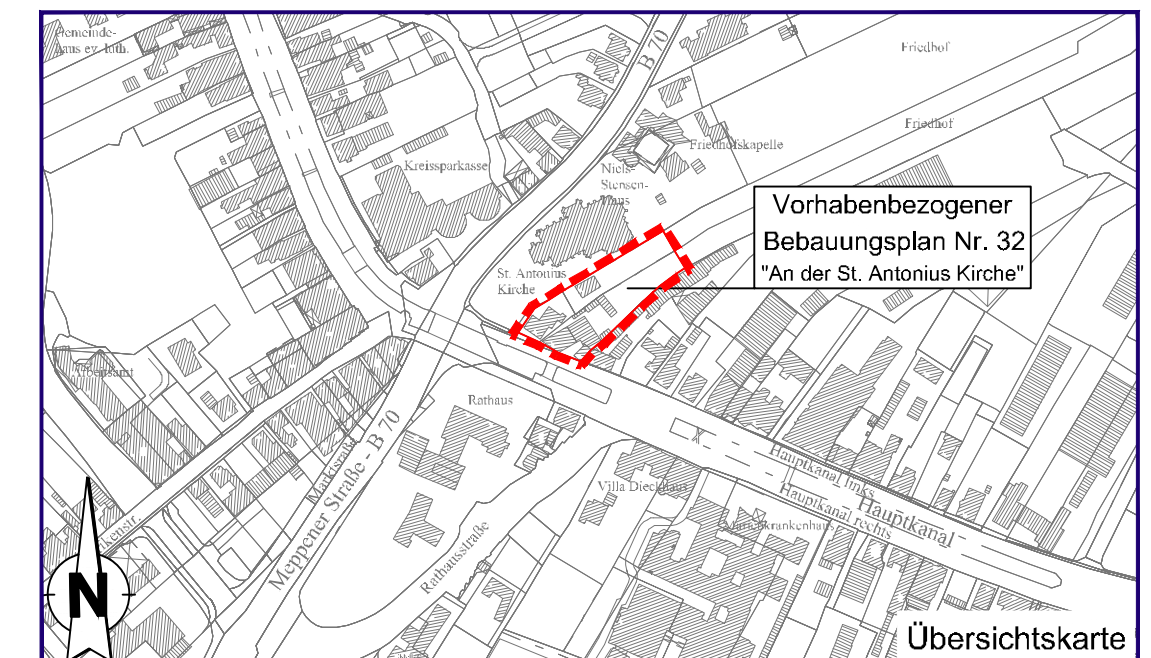 Gemeinde-
haus ev. luth.
B 70
Friedhof
Friedhof
Friedhofskapelle
Kreissparkasse
Niels-
Stensen-
Haus
Vorhabenbezogener
Bebauungsplan Nr. 32
"An der St. Antonius Kirche"
St. Antonius
Kirche
Arbeitsamt
Rathaus
Marktstraße
Meppener Straße - B 70
Hauptkanal links
Hauptkanal
Hauptkanal rechts
Villa Dieckhaus
Marienkrankenhaus
Rathausstraße
N
Übersichtskarte